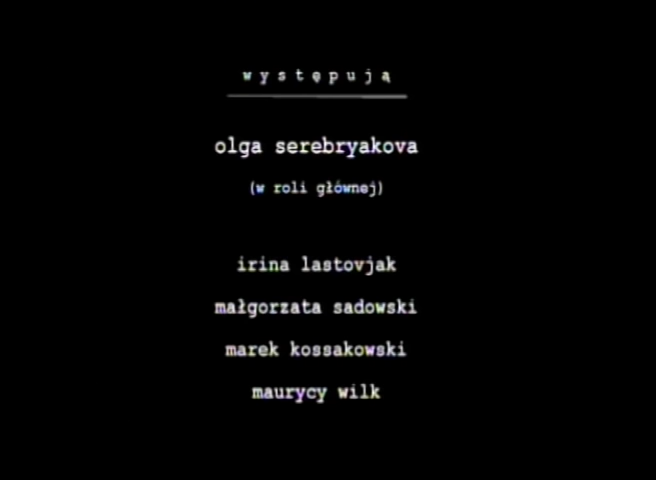 występują
olga serebryakova
(w roli głównej)
irina lastovjak
małgorzata sadowski
marek kossakowski
maurycy wilk